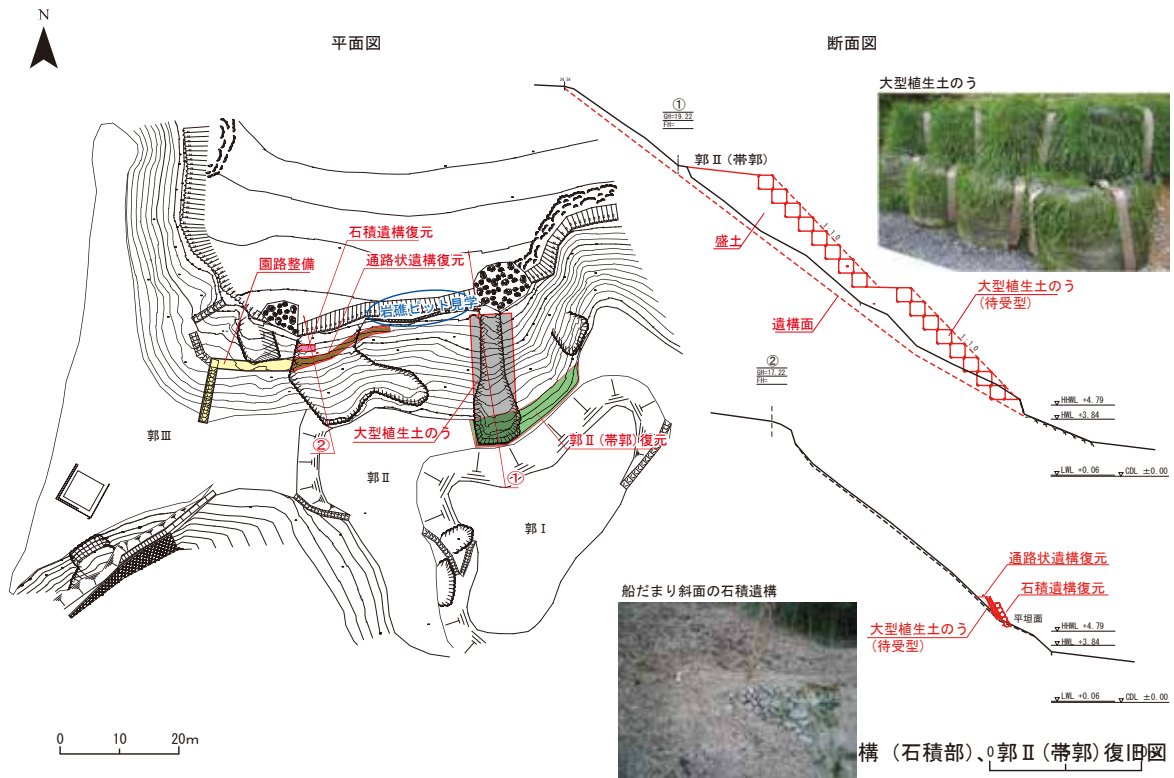 N
平面図
断面図
石積遺構復元
園路整備
通路状遺構復元
岩礁ピット見学
大型植生土のう
郭Ⅱ(帯郭)復元
郭Ⅲ
郭Ⅱ
郭Ⅰ
②
①
0 10 20m
①
GH=19.22
FH=
郭Ⅱ(帯郭)
盛土
遺構面
1:1.0
1:1.0
大型植生土のう
大型植生土のう
(待受型)
HHWL +4.79
HWL +3.84
LWL +0.06 CDL ±0.00
②
GH=17.22
FH=
通路状遺構復元
石積遺構復元
平坦面
大型植生土のう
(待受型)
HHWL +4.79
HWL +3.84
LWL +0.06 CDL ±0.00
船だまり斜面の石積遺構
構(石積部)、郭Ⅱ(帯郭)復旧図
0